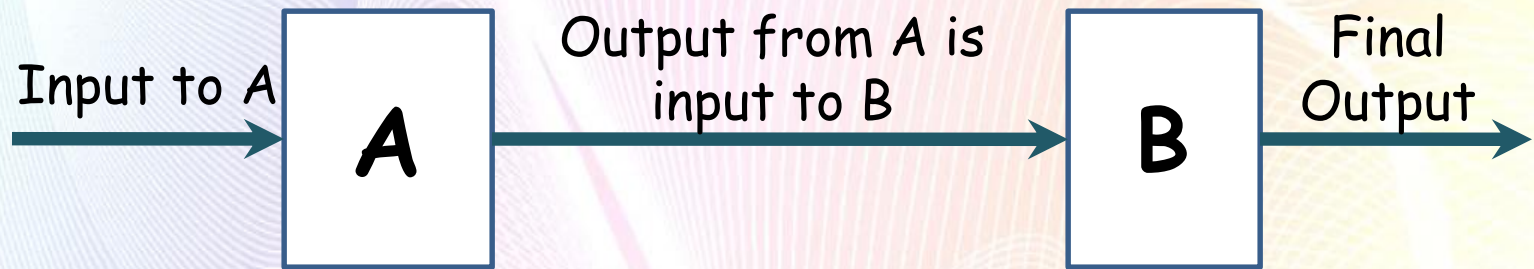 Input to A
A
Output from A is
input to B
B
Final
Output